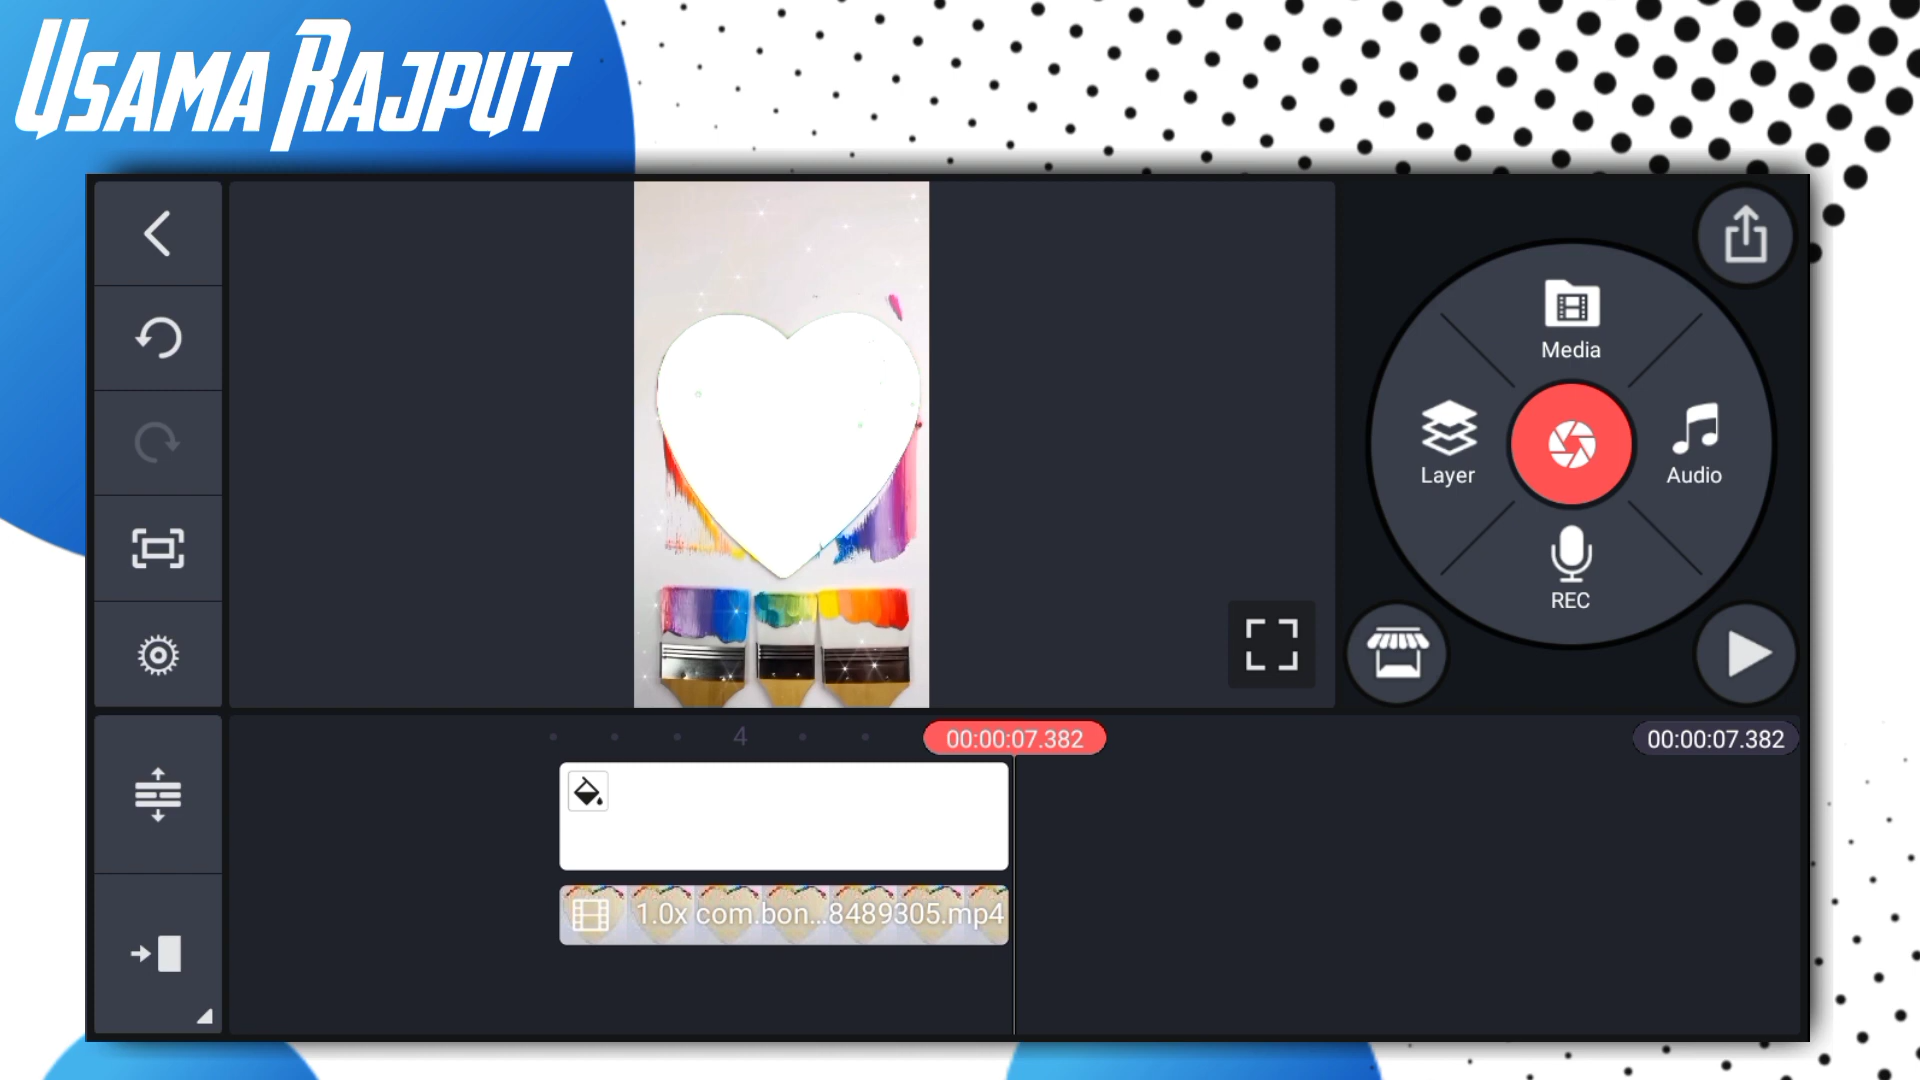 Usama Rajput
Media
Layer
Audio
REC
4
00:00:07.382
00:00:07.382
1.0x com.bon...8489305.mp4